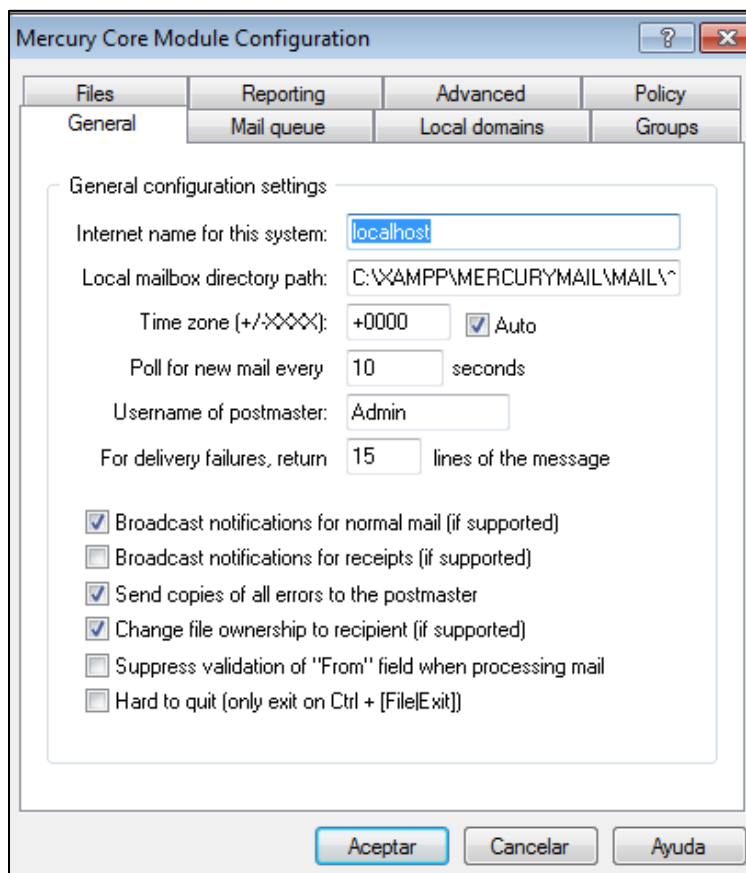 Mercury Core Module Configuration
Files Reporting Advanced Policy
General Mail queue Local domains Groups
General configuration settings
Internet name for this system: localhost
Local mailbox directory path: C:\XAMPP\MERCURYMAIL\MAIL\~
Time zone (+/-XXXX): +0000 Auto
Poll for new mail every 10 seconds
Username of postmaster: Admin
For delivery failures, return 15 lines of the message
Broadcast notifications for normal mail (if supported)
Broadcast notifications for receipts (if supported)
Send copies of all errors to the postmaster
Change file ownership to recipient (if supported)
Suppress validation of "From" field when processing mail
Hard to quit (only exit on Ctrl + [File|Exit])
Aceptar Cancelar Ayuda